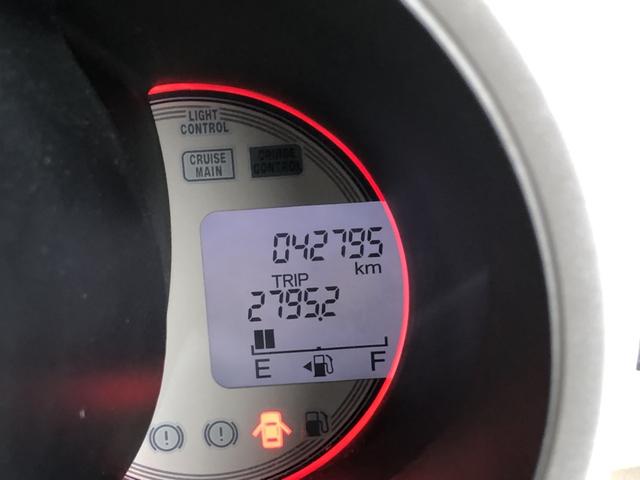 LIGHT
CONTROL
CRUISE
MAIN
CRUISE
CONTROL
042795
km
TRIP
2795.2
E F